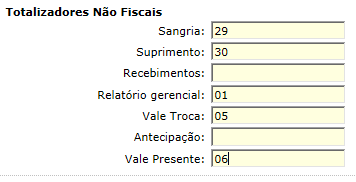 Totalizadores Não Fiscais
Sangria: 29
Suprimento: 30
Recebimentos:
Relatório gerencial: 01
Vale Troca: 05
Antecipação:
Vale Presente: 06